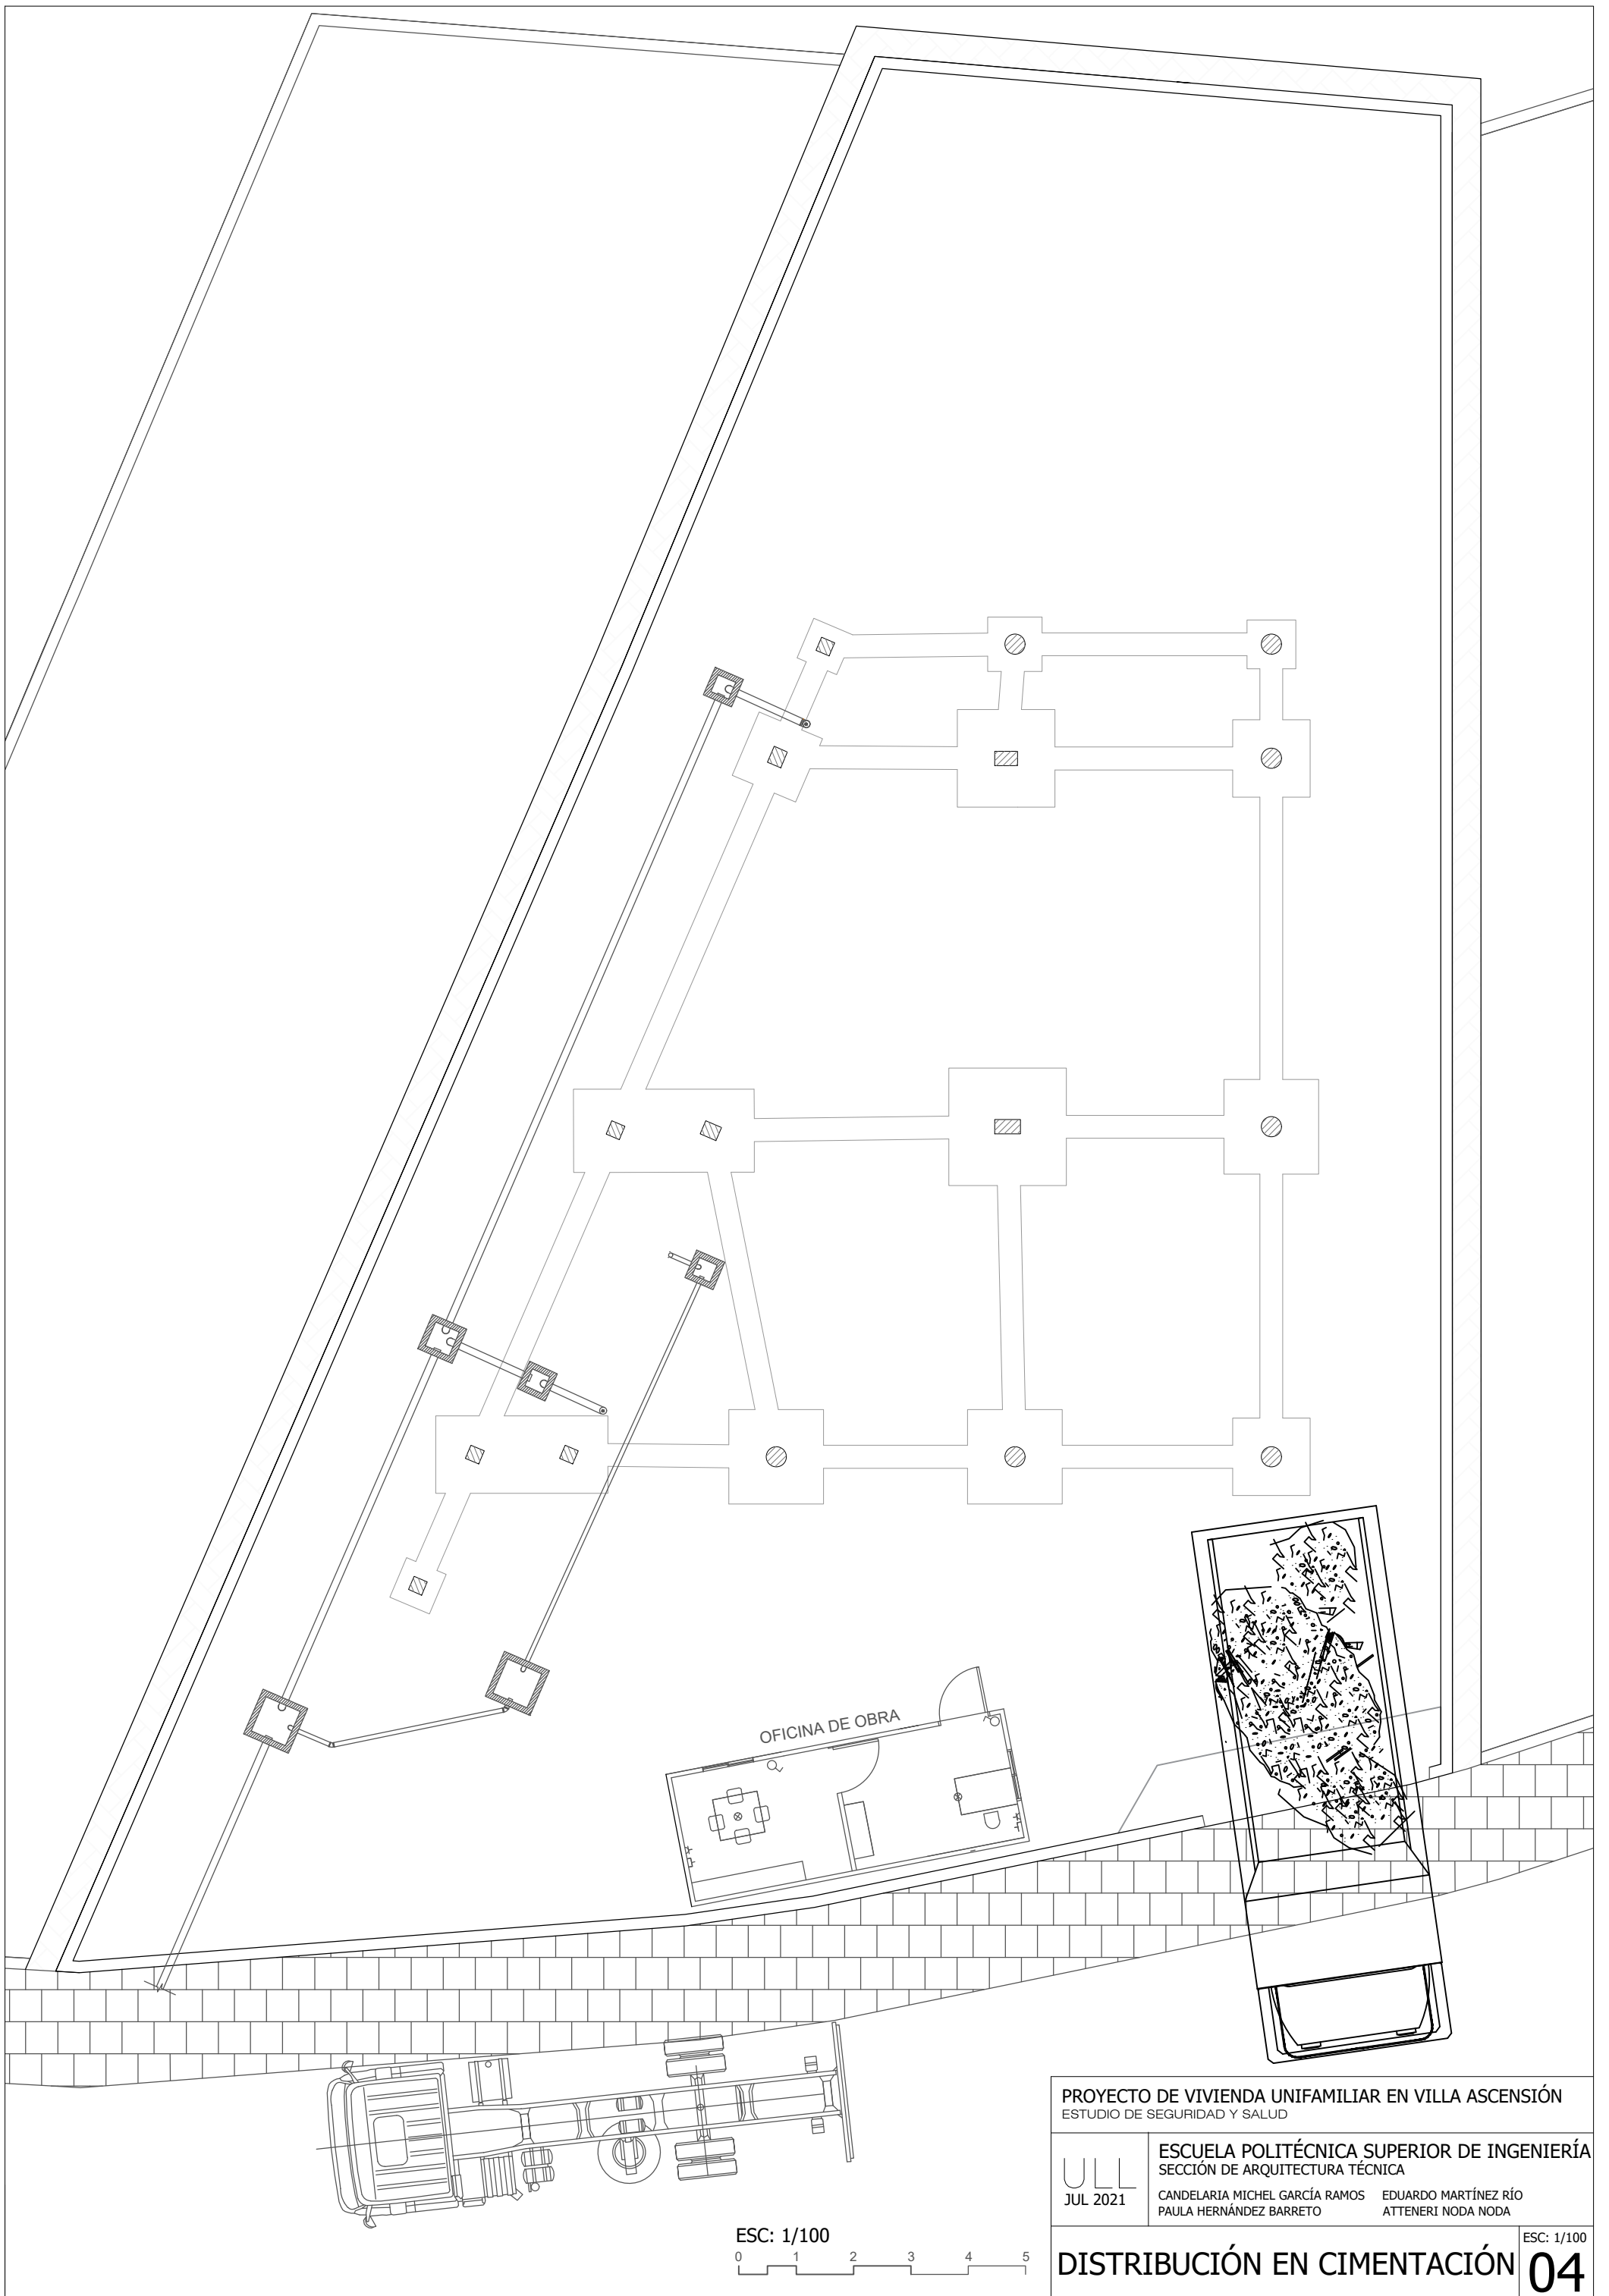 OFICINA DE OBRA
ESC: 1/100
0 1 2 3 4 5
PROYECTO DE VIVIENDA UNIFAMILIAR EN VILLA ASCENSIÓN
ESTUDIO DE SEGURIDAD Y SALUD
ULL
JUL 2021
ESCUELA POLITÉCNICA SUPERIOR DE INGENIERÍA
SECCIÓN DE ARQUITECTURA TÉCNICA
CANDELARIA MICHEL GARCÍA RAMOS EDUARDO MARTÍNEZ RÍO
PAULA HERNÁNDEZ BARRETO ATTENERI NODA NODA
DISTRIBUCIÓN EN CIMENTACIÓN
ESC: 1/100
04